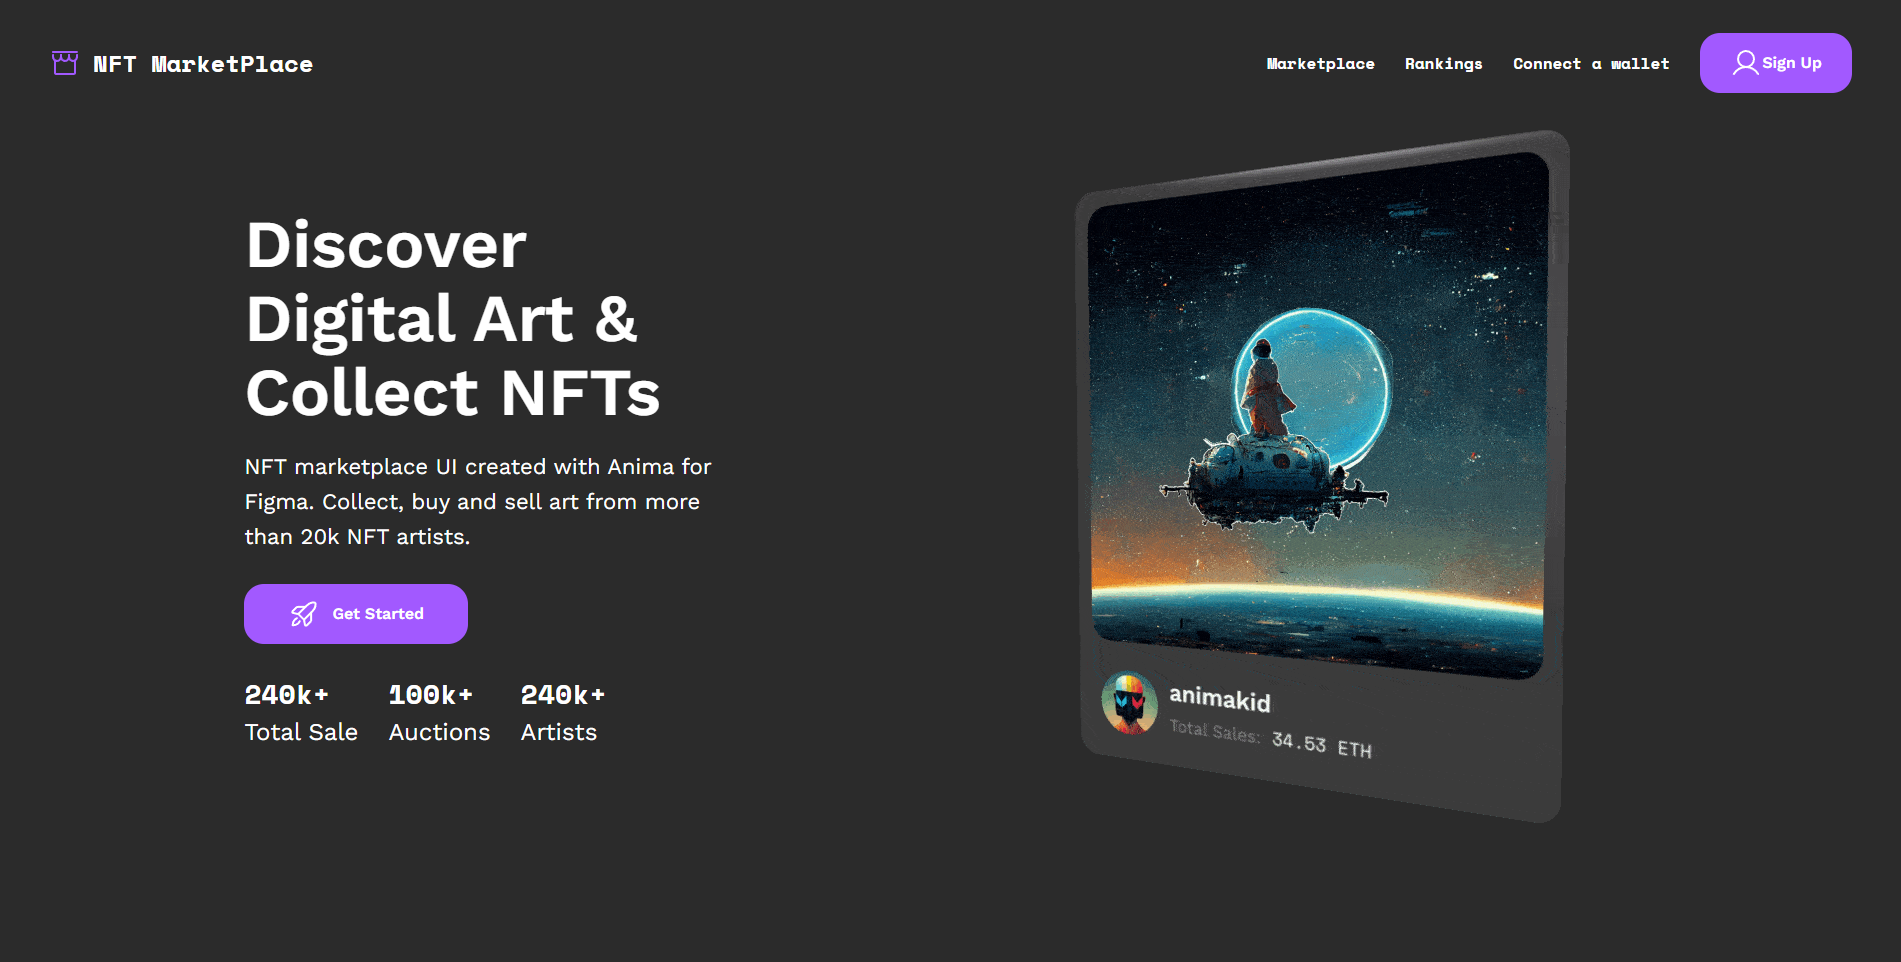 NFT MarketPlace
Marketplace
Rankings
Connect a wallet
Sign Up
Discover
Digital Art &
Collect NFTs
NFT marketplace UI created with Anima for
Figma. Collect, buy and sell art from more
than 20k NFT artists.
Get Started
240k+
Total Sale
100k+
Auctions
240k+
Artists
animakid
Total Sales: 34.53 ETH